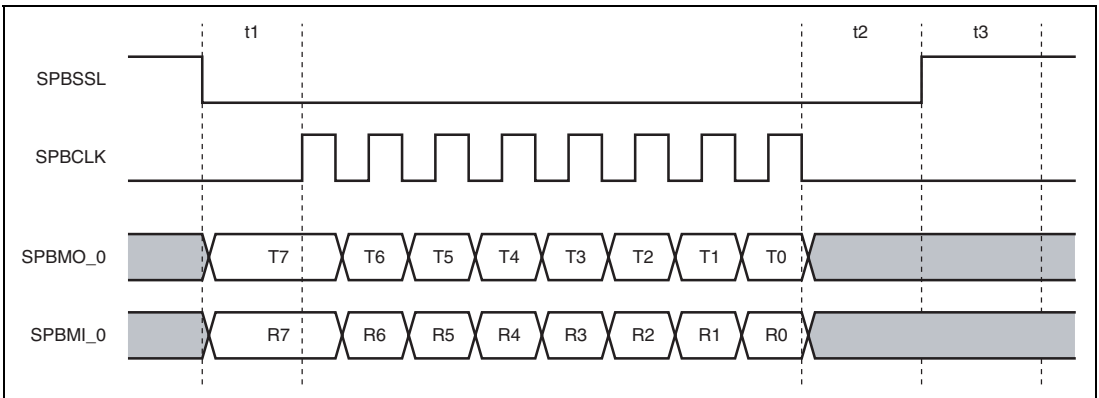 t1 t2 t3
SPBSSL
SPBCLK
SPBMO_0 T7 T6 T5 T4 T3 T2 T1 T0
SPBMI_0 R7 R6 R5 R4 R3 R2 R1 R0